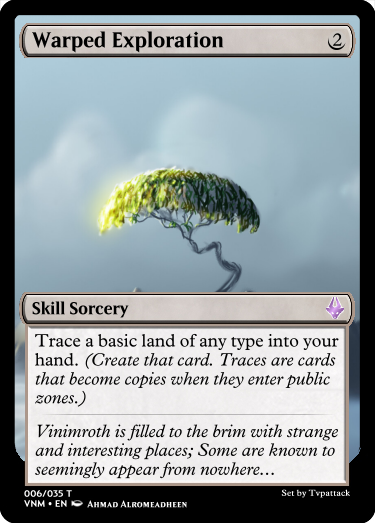 Warped Exploration 2
Skill Sorcery
Trace a basic land of any type into your
hand. (Create that card. Traces are cards
that become copies when they enter public
zones.)
Vinimroth is filled to the brim with strange
and interesting places; Some are known to
seemingly appear from nowhere...
006/035 T
Set by Tvpattack
VNM • EN Ahmad Alromeadheen